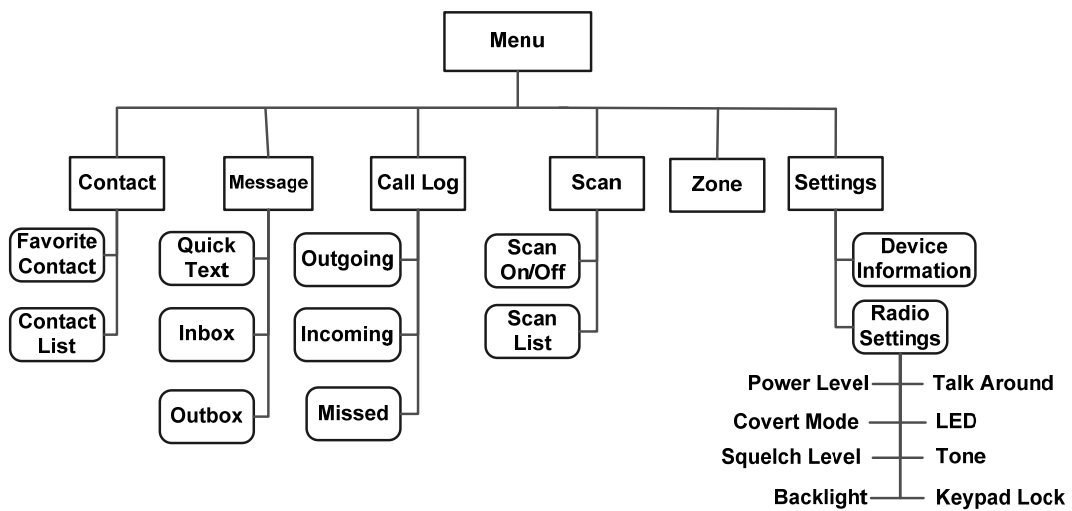 Menu
Contact
Message
Call Log
Scan
Zone
Settings
Favorite
Contact
Contact
List
Quick
Text
Inbox
Outbox
Outgoing
Incoming
Missed
Scan
On/Off
Scan
List
Device
Information
Radio
Settings
Power Level
Talk Around
Covert Mode
LED
Squelch Level
Tone
Backlight
Keypad Lock